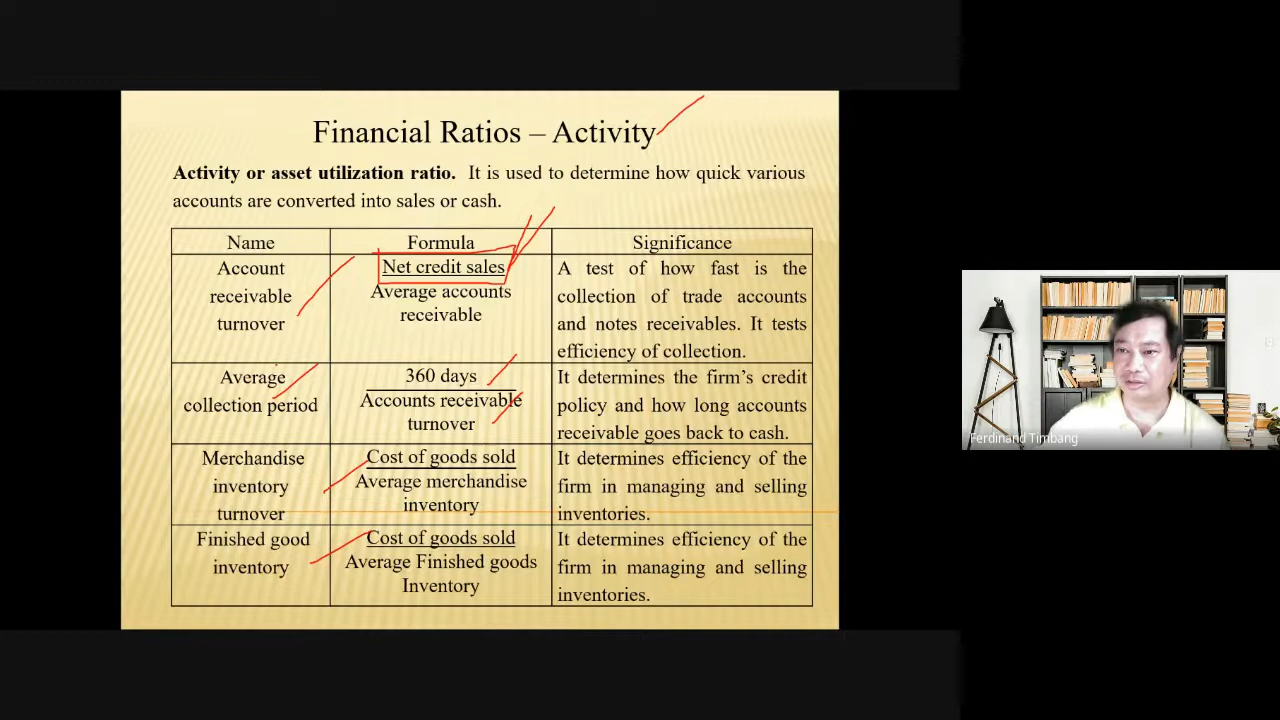 Financial Ratios – Activity
Activity or asset utilization ratio. It is used to determine how quick various
accounts are converted into sales or cash.
Name
Formula
Significance
Account
receivable
turnover
Net credit sales
Average accounts
receivable
A test of how fast is the
collection of trade accounts
and notes receivables. It tests
efficiency of collection.
Average
collection period
360 days
Accounts receivable
turnover
It determines the firm's credit
policy and how long accounts
receivable goes back to cash.
Merchandise
inventory
turnover
Cost of goods sold
Average merchandise
inventory
It determines efficiency of the
firm in managing and selling
inventories.
Finished good
inventory
Cost of goods sold
Average Finished goods
Inventory
It determines efficiency of the
firm in managing and selling
inventories.
Ferdinand Timbang